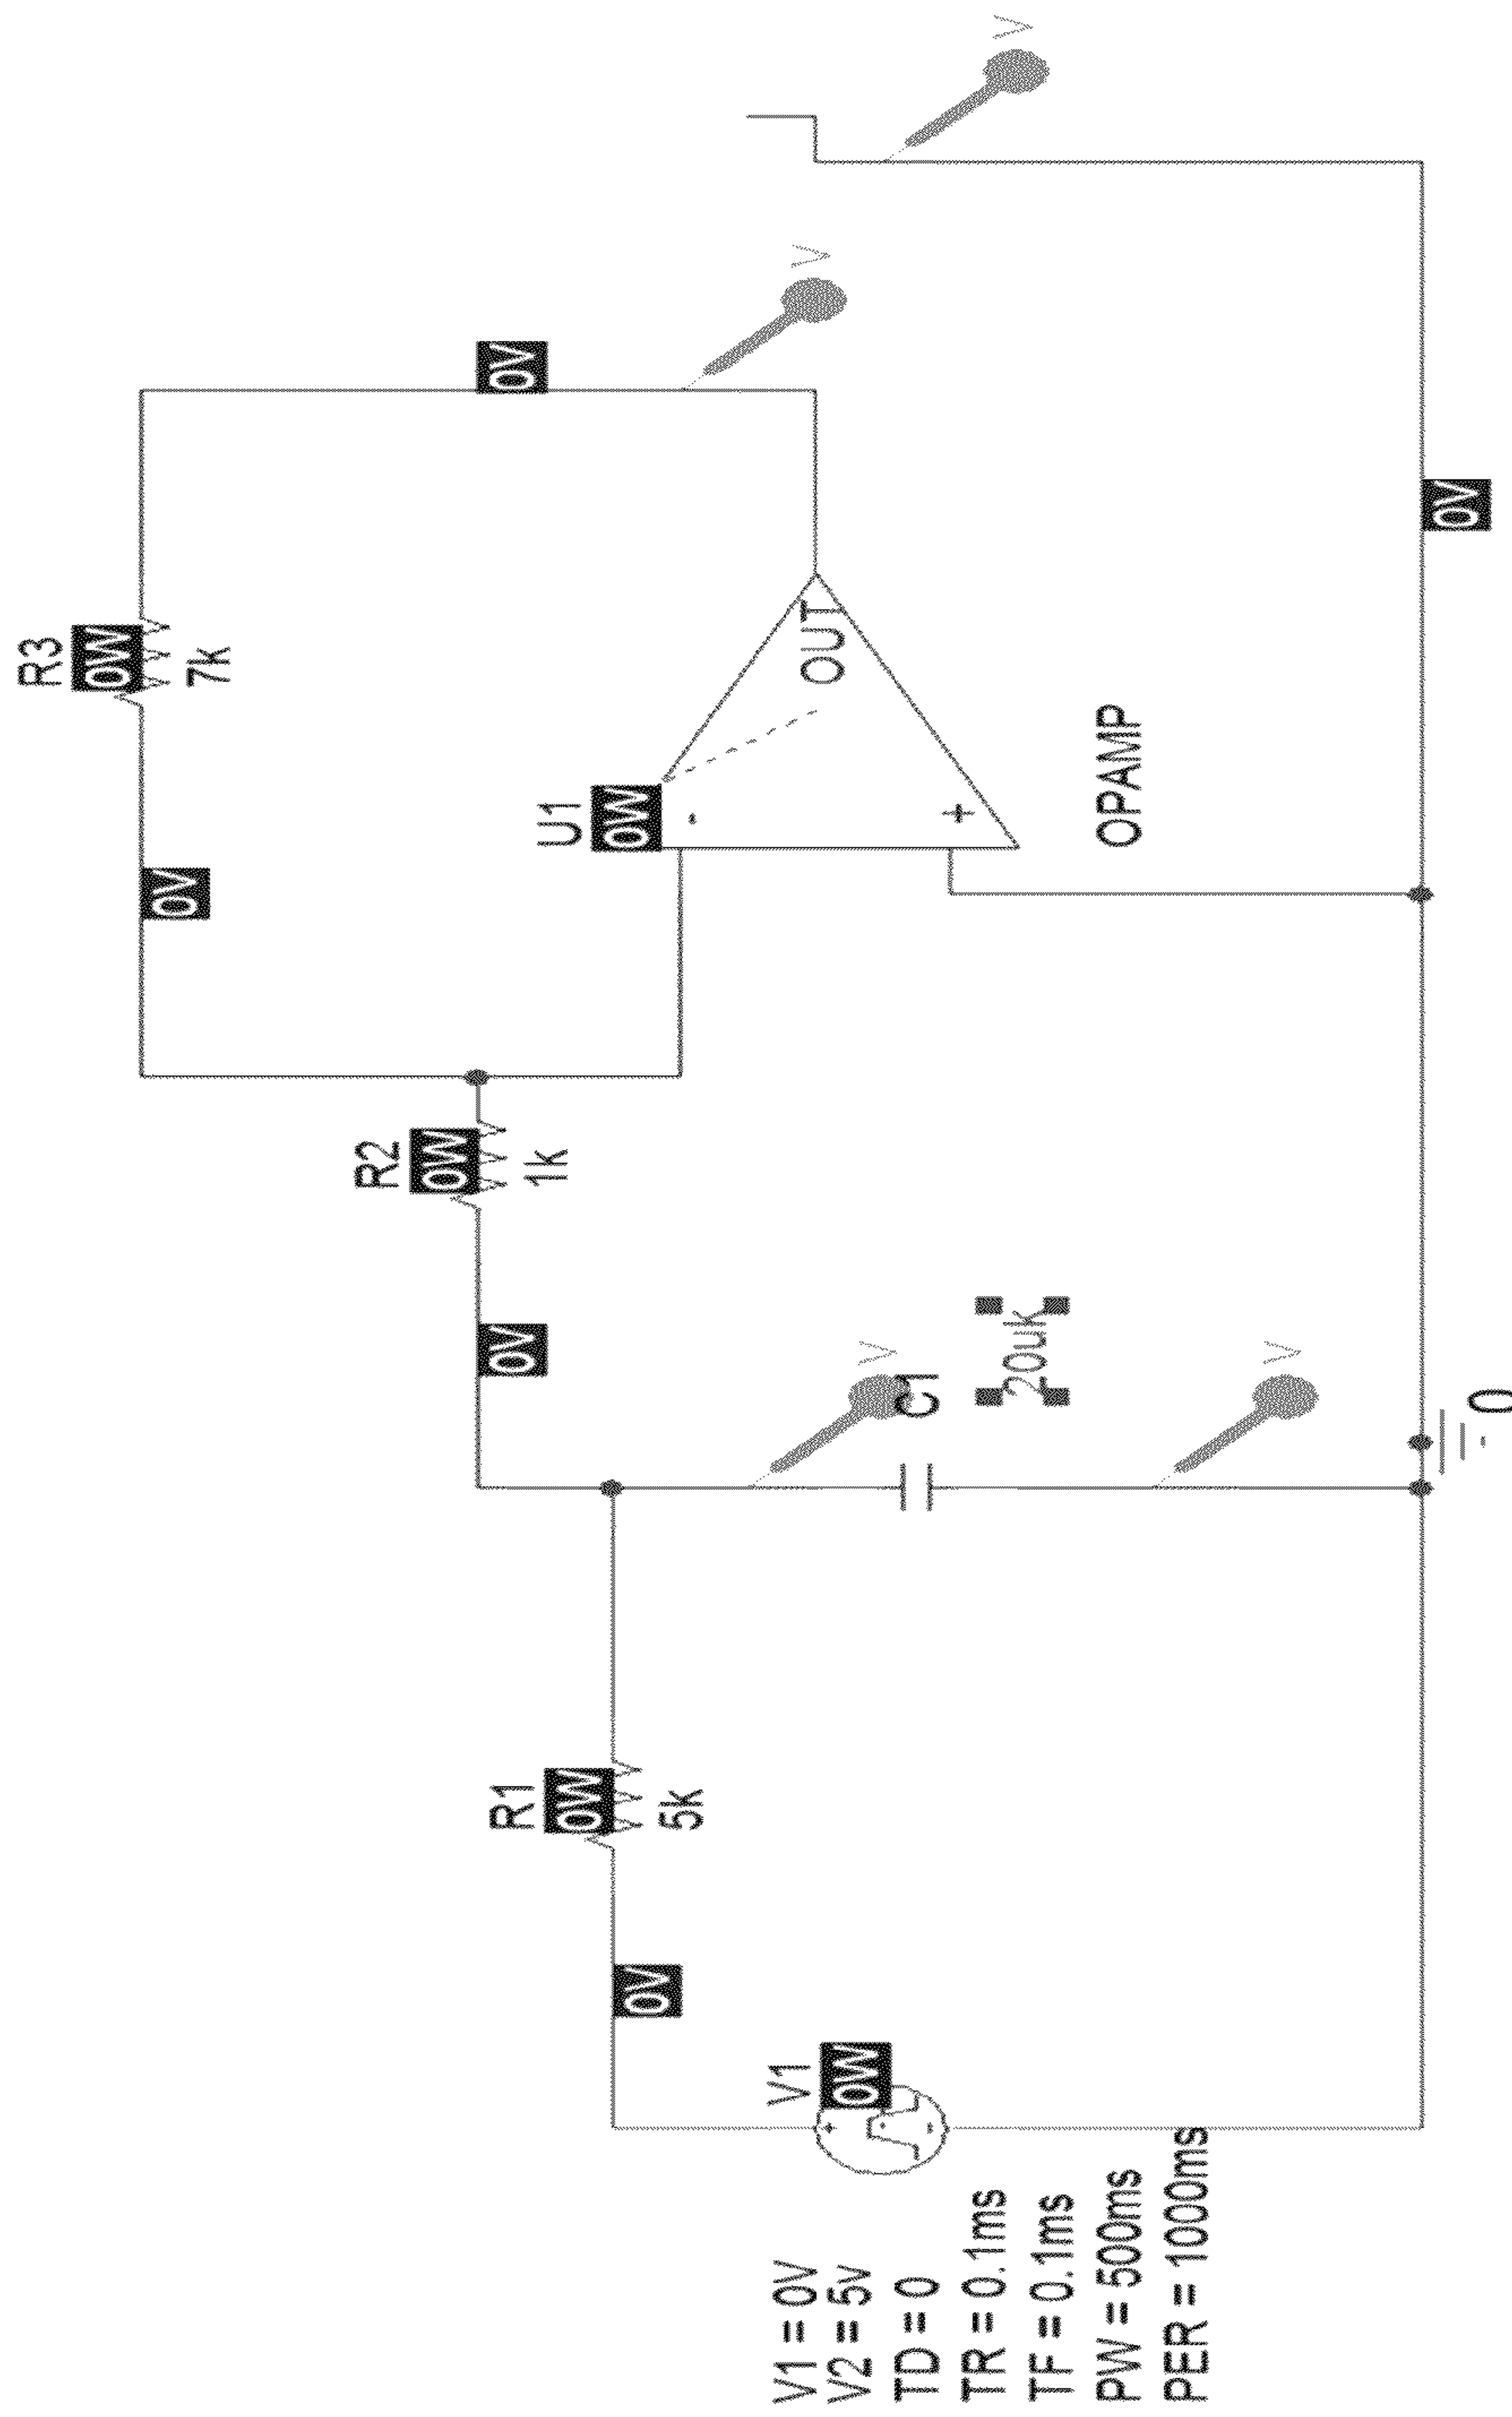 R3
0W
7k
0V
0V
U1
0W
-
+
OUT
OPAMP
R2
0W
1k
0V
V
V
C1
20uk
V
V
0V
0
R1
0W
5k
0V
V1
0W
+
-
V1 = 0V
V2 = 5v
TD = 0
TR = 0.1ms
TF = 0.1ms
PW = 500ms
PER = 1000ms